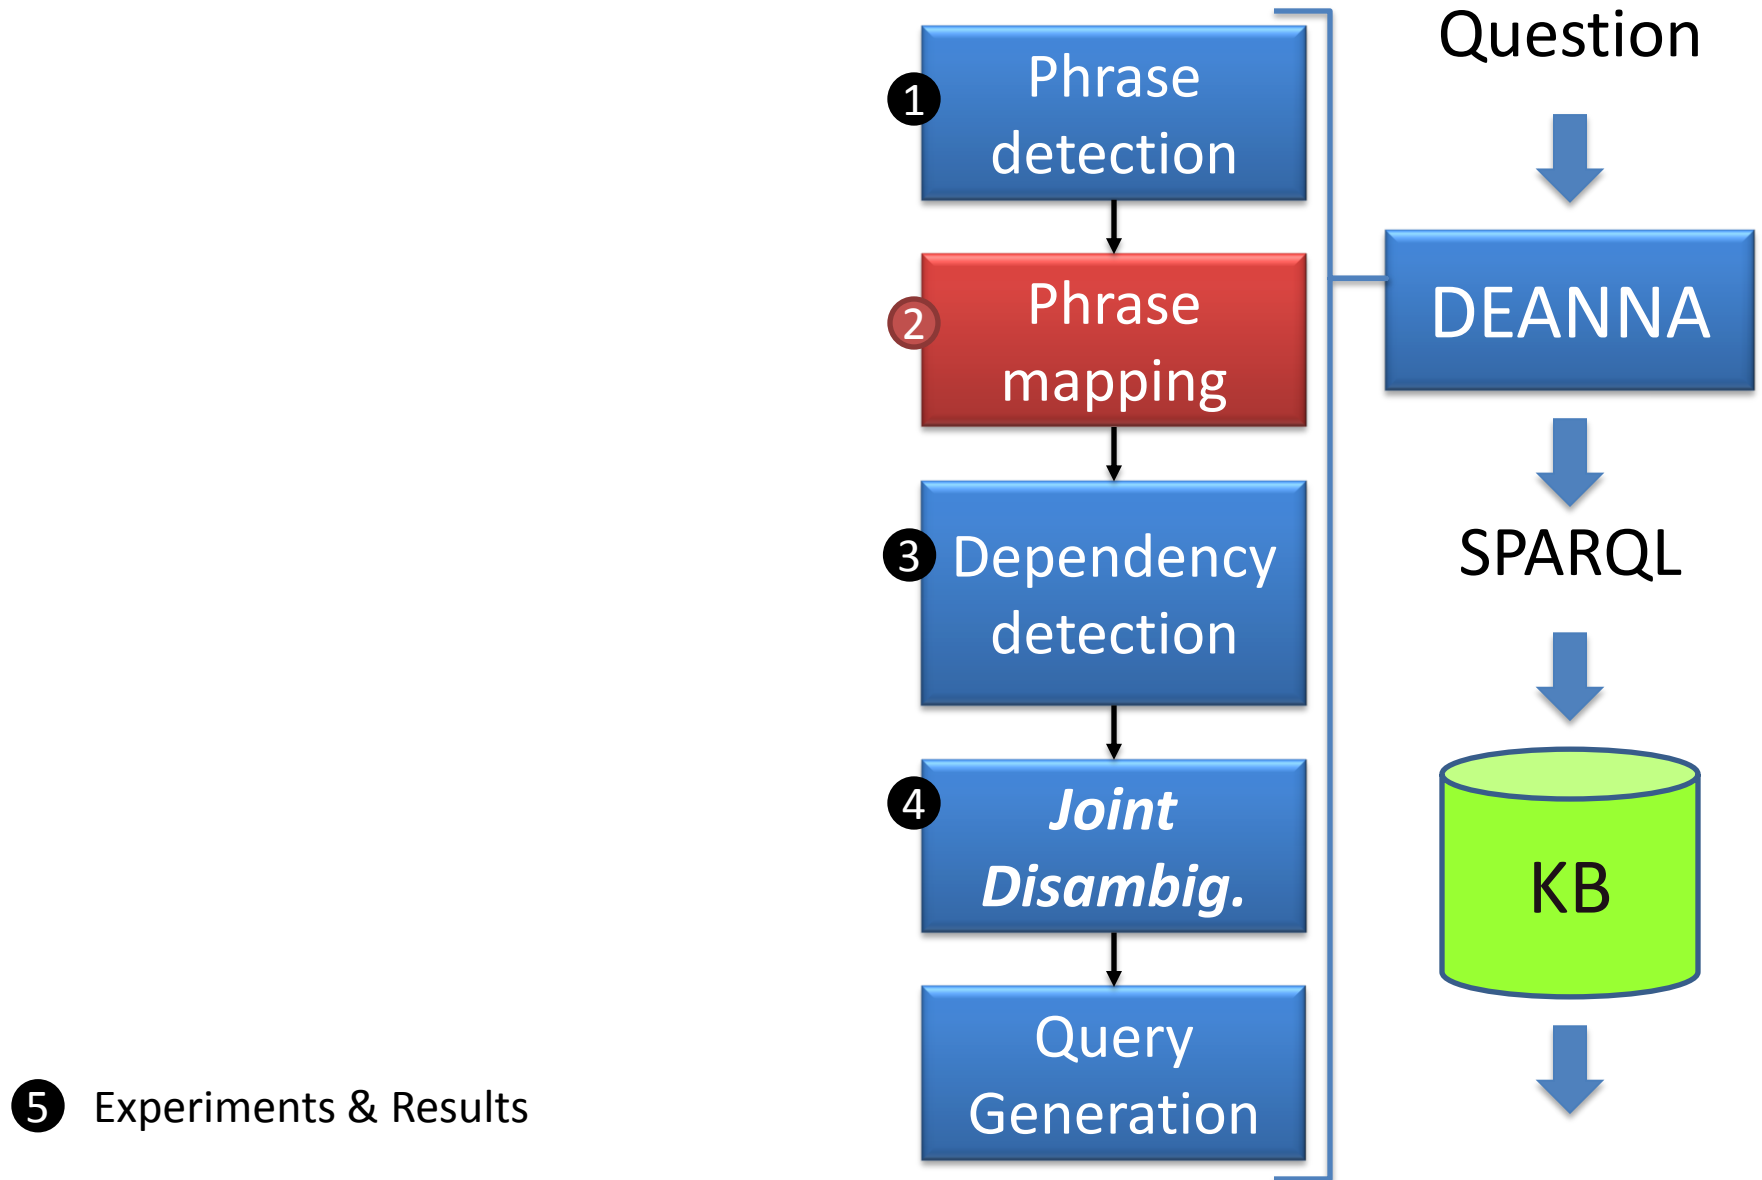 1
Phrase
detection
2
Phrase
mapping
3
Dependency
detection
4
Joint
Disambig.
Query
Generation
Question
DEANNA
SPARQL
KB
5 Experiments & Results